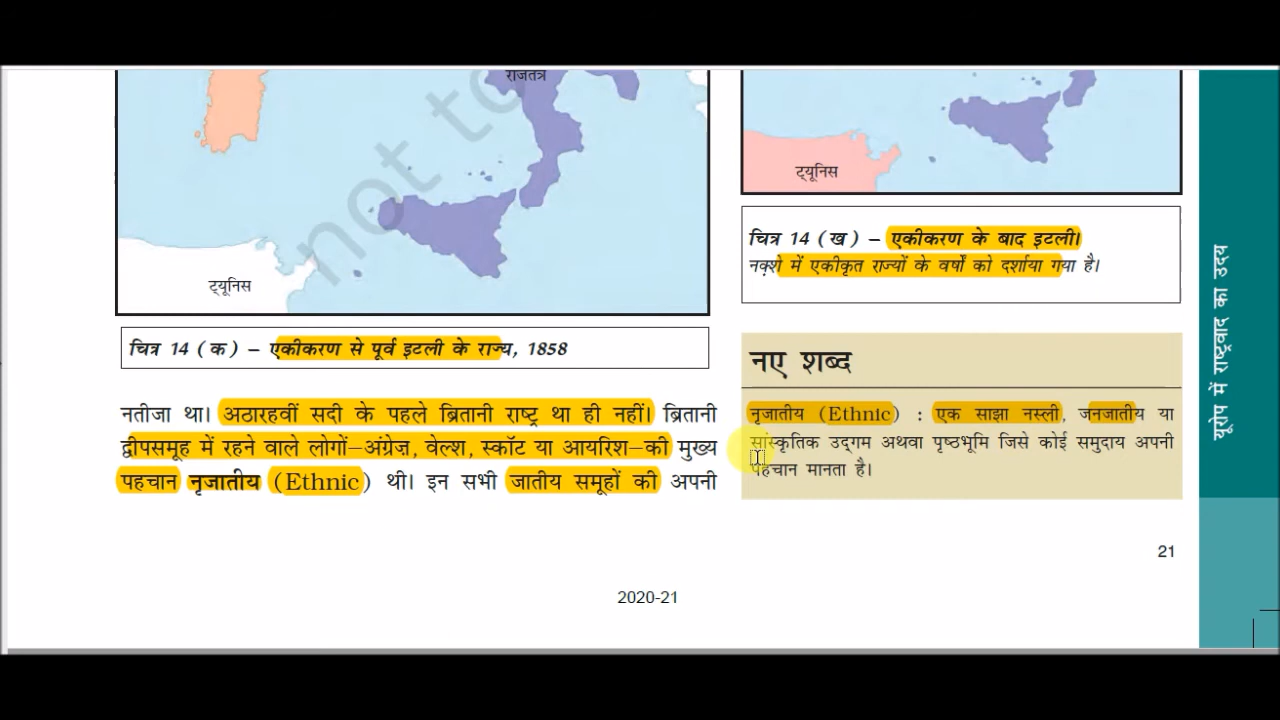 राजतंत्र
not to
ट्यूनिस
चित्र 14 (क) – एकीकरण से पूर्व इटली के राज्य, 1858
नतीजा था। अठारहवीं सदी के पहले ब्रितानी राष्ट्र था ही नहीं। ब्रितानी
द्वीपसमूह में रहने वाले लोगों–अंग्रेज़, वेल्श, स्कॉट या आयरिश–की मुख्य
पहचान नृजातीय (Ethnic) थी। इन सभी जातीय समूहों की अपनी
ट्यूनिस
चित्र 14 (ख) – एकीकरण के बाद इटली।
नक़्शे में एकीकृत राज्यों के वर्षों को दर्शाया गया है।
नए शब्द
नृजातीय (Ethnic) : एक साझा नस्ली, जनजातीय या
सांस्कृतिक उद्गम अथवा पृष्ठभूमि जिसे कोई समुदाय अपनी
पहचान मानता है।
यूरोप में राष्ट्रवाद का उदय
21
2020-21